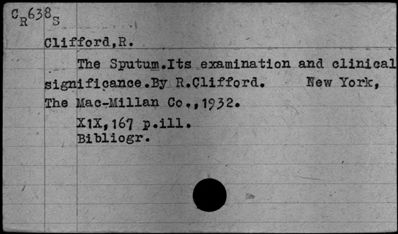 CR638S
Clifford,R.
The Sputum.Its examination and clinical
significance.By R.Clifford. New York,
The Mac-Millan Co.,1932.
X1X,167 p.ill.
Bibliogr.